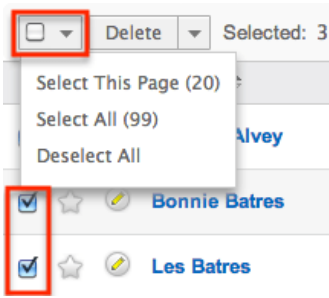 Delete
Selected: 3
Select This Page (20)
Select All (99)
Deselect All
Alvey
Bonnie Batres
Les Batres